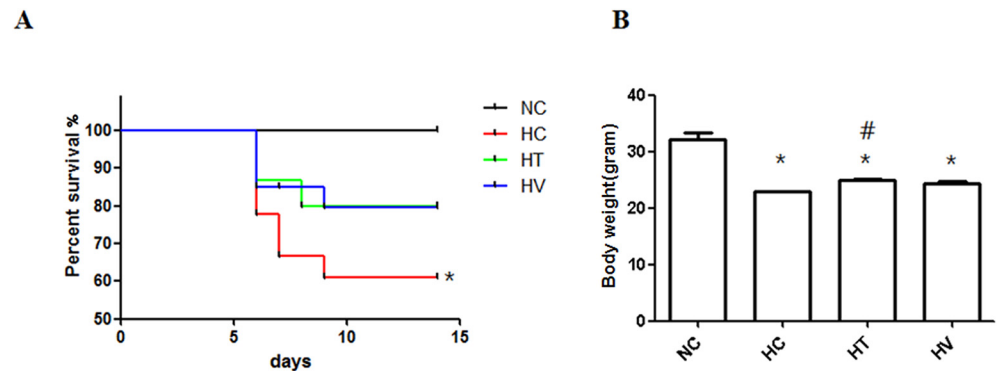 A
B
Percent survival %
100
90
80
70
60
50
0
5
10
15
days
*
NC
HC
HT
HV
Body weight(gram)
40
30
20
10
0
*
#
*
*
NC
HC
HT
HV